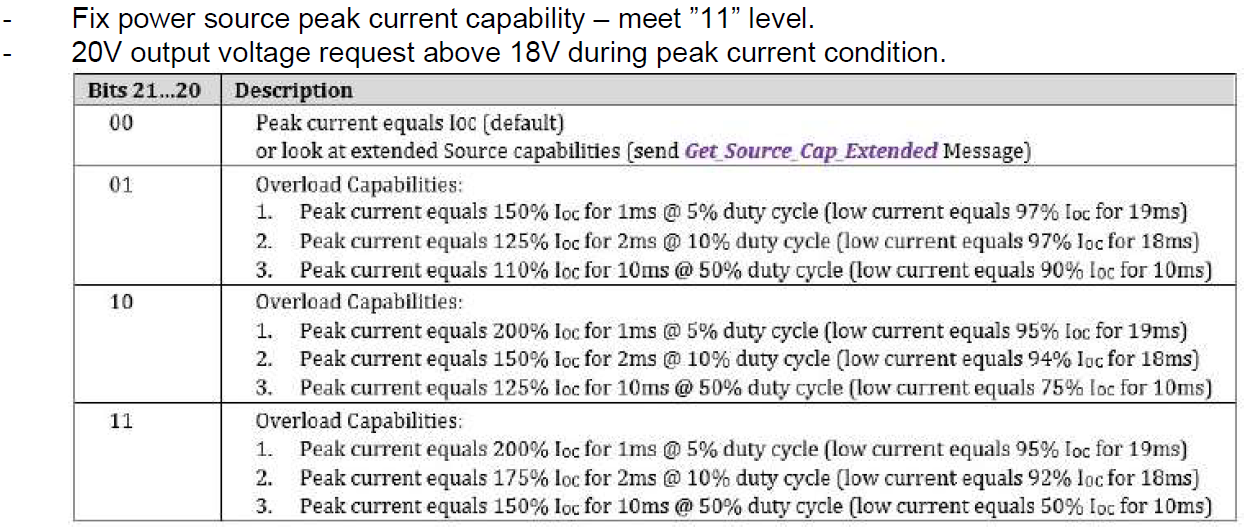 - Fix power source peak current capability – meet ”11” level.
- 20V output voltage request above 18V during peak current condition.
Bits 21...20 Description
00 Peak current equals IOC (default)
or look at extended Source capabilities (send Get_Source_Cap_Extended Message)
01 Overload Capabilities:
1. Peak current equals 150% IOC for 1ms @ 5% duty cycle (low current equals 97% IOC for 19ms)
2. Peak current equals 125% IOC for 2ms @ 10% duty cycle (low current equals 97% IOC for 18ms)
3. Peak current equals 110% IOC for 10ms @ 50% duty cycle (low current equals 90% IOC for 10ms)
10 Overload Capabilities:
1. Peak current equals 200% IOC for 1ms @ 5% duty cycle (low current equals 95% IOC for 19ms)
2. Peak current equals 150% IOC for 2ms @ 10% duty cycle (low current equals 94% IOC for 18ms)
3. Peak current equals 125% IOC for 10ms @ 50% duty cycle (low current equals 75% IOC for 10ms)
11 Overload Capabilities:
1. Peak current equals 200% IOC for 1ms @ 5% duty cycle (low current equals 95% IOC for 19ms)
2. Peak current equals 175% IOC for 2ms @ 10% duty cycle (low current equals 92% IOC for 18ms)
3. Peak current equals 150% IOC for 10ms @ 50% duty cycle (low current equals 50% IOC for 10ms)